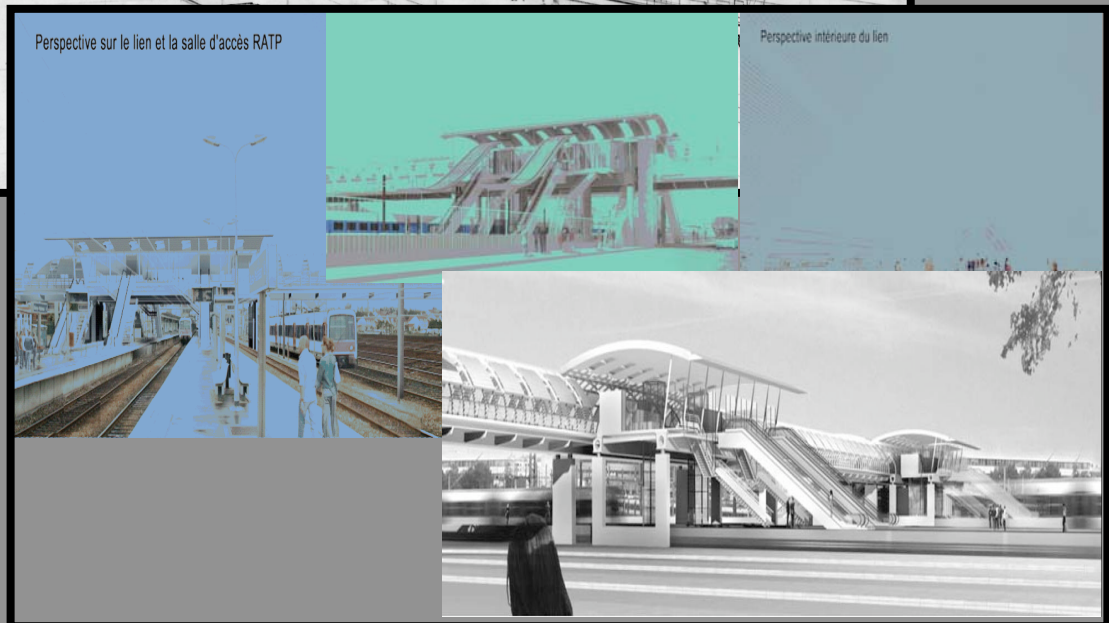 Perspective sur le lien et la salle d'accès RATP
Perspective intérieure du lien